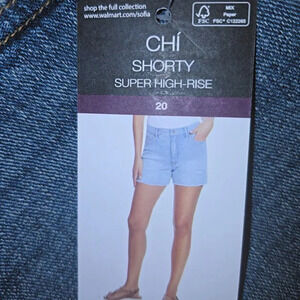 shop the full collection
www.walmart.com/sofia
FSC
MIX
Paper
FSC® C122265
CHÍ
SHORTY
SUPER HIGH-RISE
20